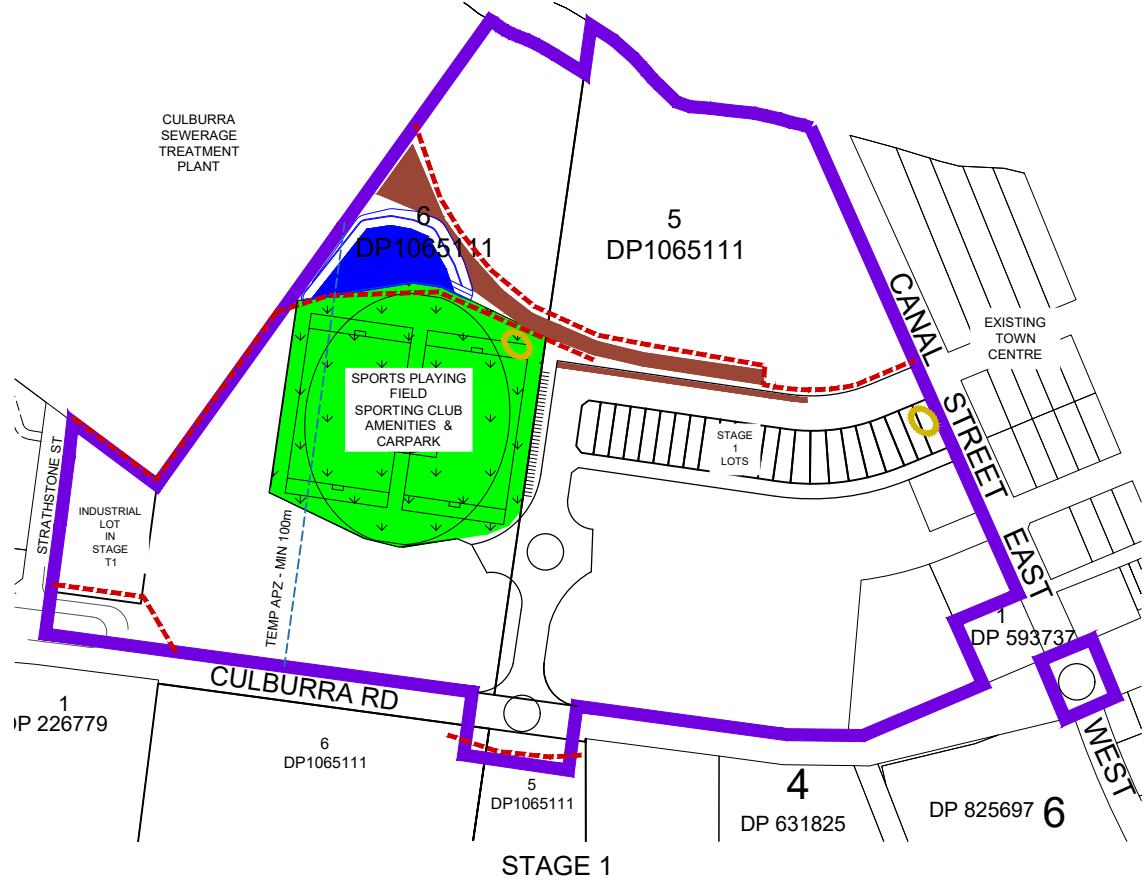 CULBURRA
SEWERAGE
TREATMENT
PLANT
6
DP1065111
5
DP1065111
CANAL STREET EAST
EXISTING
TOWN
CENTRE
SPORTS PLAYING
FIELD
SPORTING CLUB
AMENITIES &
CARPARK
STAGE
1
LOTS
STRATHSTONE ST
INDUSTRIAL
LOT
IN
STAGE
T1
TEMP APZ - MIN 100m
1
DP 593737
CULBURRA RD
WEST
1
DP 226779
6
DP1065111
5
DP1065111
4
DP 631825
DP 825697 6
STAGE 1